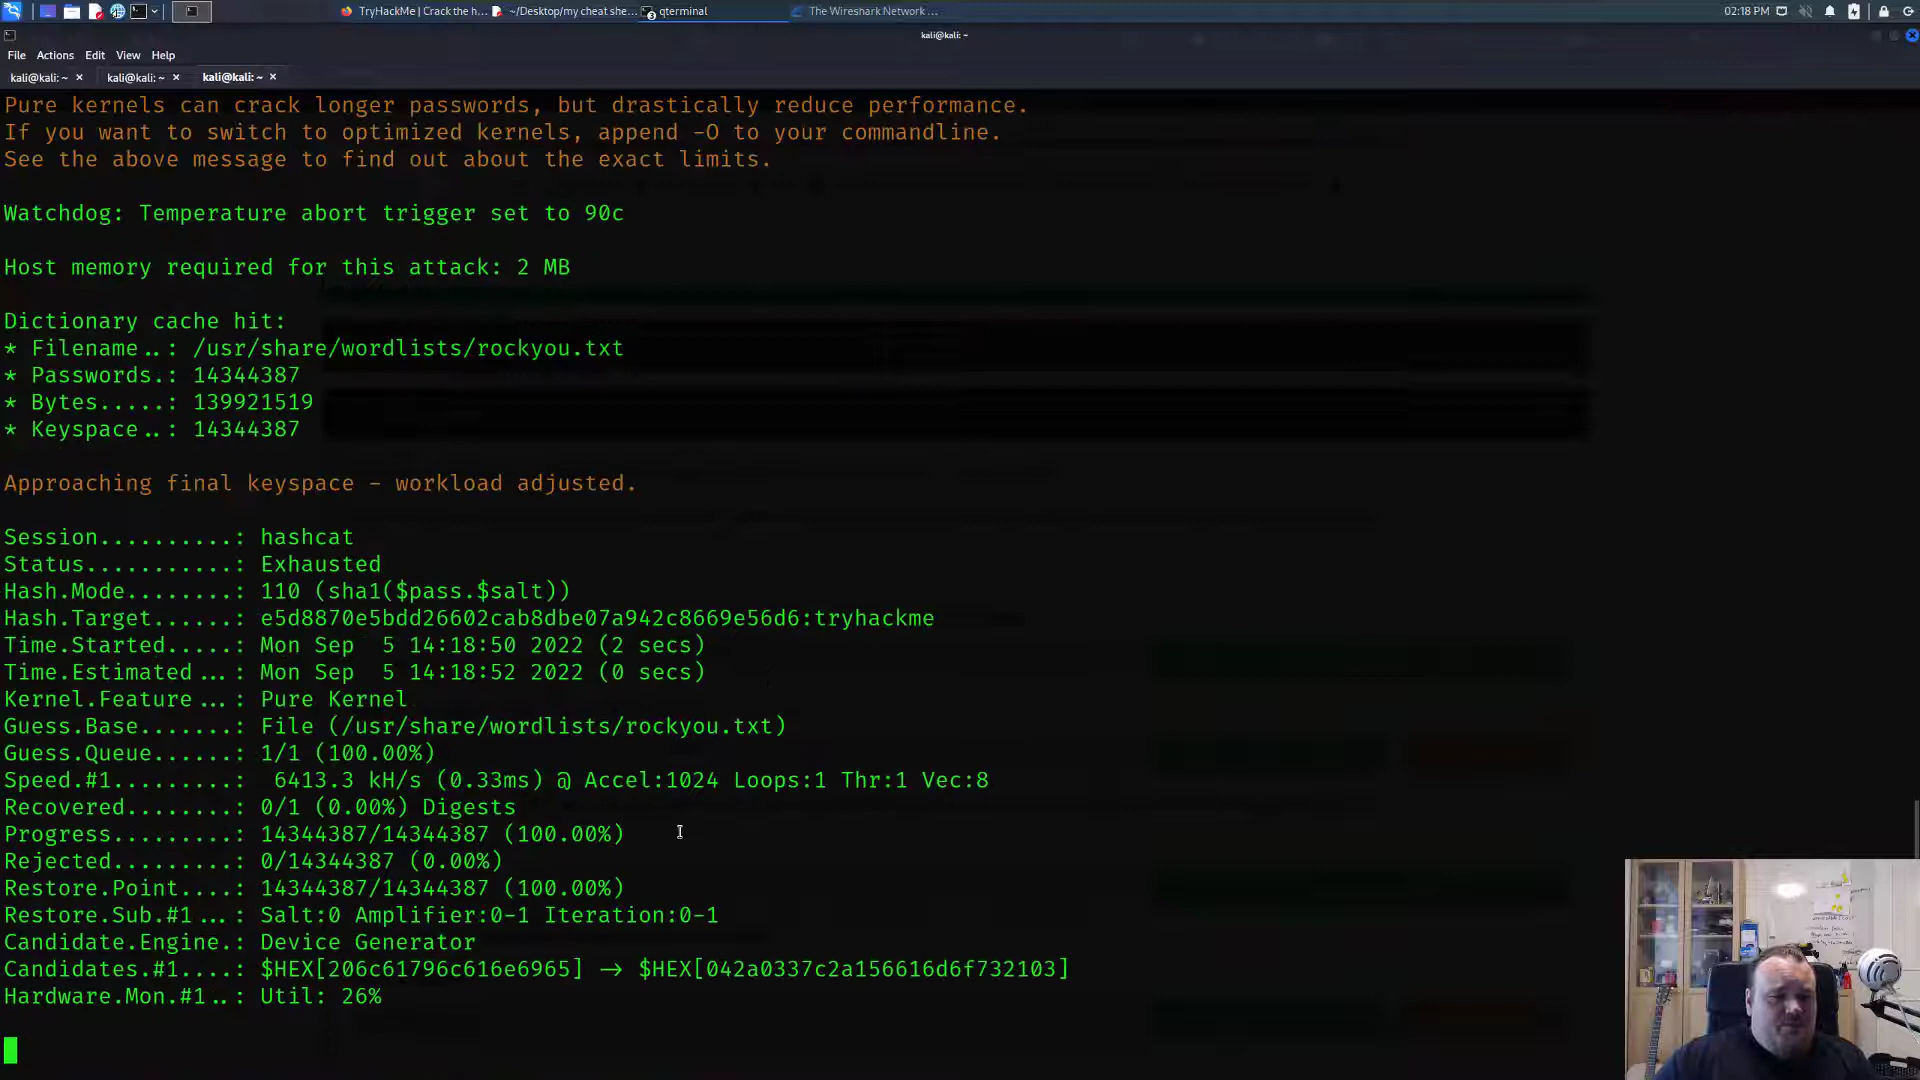 TryHackMe | Crack the h... ~/Desktop/my cheat she... qterminal The Wireshark Network ... 02:18 PM
kali@kali: ~
File Actions Edit View Help
kali@kali: ~ × kali@kali: ~ × kali@kali: ~ ×
Pure kernels can crack longer passwords, but drastically reduce performance.
If you want to switch to optimized kernels, append -O to your commandline.
See the above message to find out about the exact limits.
Watchdog: Temperature abort trigger set to 90c
Host memory required for this attack: 2 MB
Dictionary cache hit:
* Filename..: /usr/share/wordlists/rockyou.txt
* Passwords.: 14344387
* Bytes.....: 139921519
* Keyspace..: 14344387
Approaching final keyspace - workload adjusted.
Session..........: hashcat
Status...........: Exhausted
Hash.Mode........: 110 (sha1($pass.$salt))
Hash.Target......: e5d8870e5bdd26602cab8dbe07a942c8669e56d6:tryhackme
Time.Started.....: Mon Sep  5 14:18:50 2022 (2 secs)
Time.Estimated...: Mon Sep  5 14:18:52 2022 (0 secs)
Kernel.Feature...: Pure Kernel
Guess.Base.......: File (/usr/share/wordlists/rockyou.txt)
Guess.Queue......: 1/1 (100.00%)
Speed.#1.........:  6413.3 kH/s (0.33ms) @ Accel:1024 Loops:1 Thr:1 Vec:8
Recovered........: 0/1 (0.00%) Digests
Progress.........: 14344387/14344387 (100.00%)
Rejected.........: 0/14344387 (0.00%)
Restore.Point....: 14344387/14344387 (100.00%)
Restore.Sub.#1...: Salt:0 Amplifier:0-1 Iteration:0-1
Candidate.Engine.: Device Generator
Candidates.#1....: $HEX[206c61796c616e6965] -> $HEX[042a0337c2a156616d6f732103]
Hardware.Mon.#1..: Util: 26%